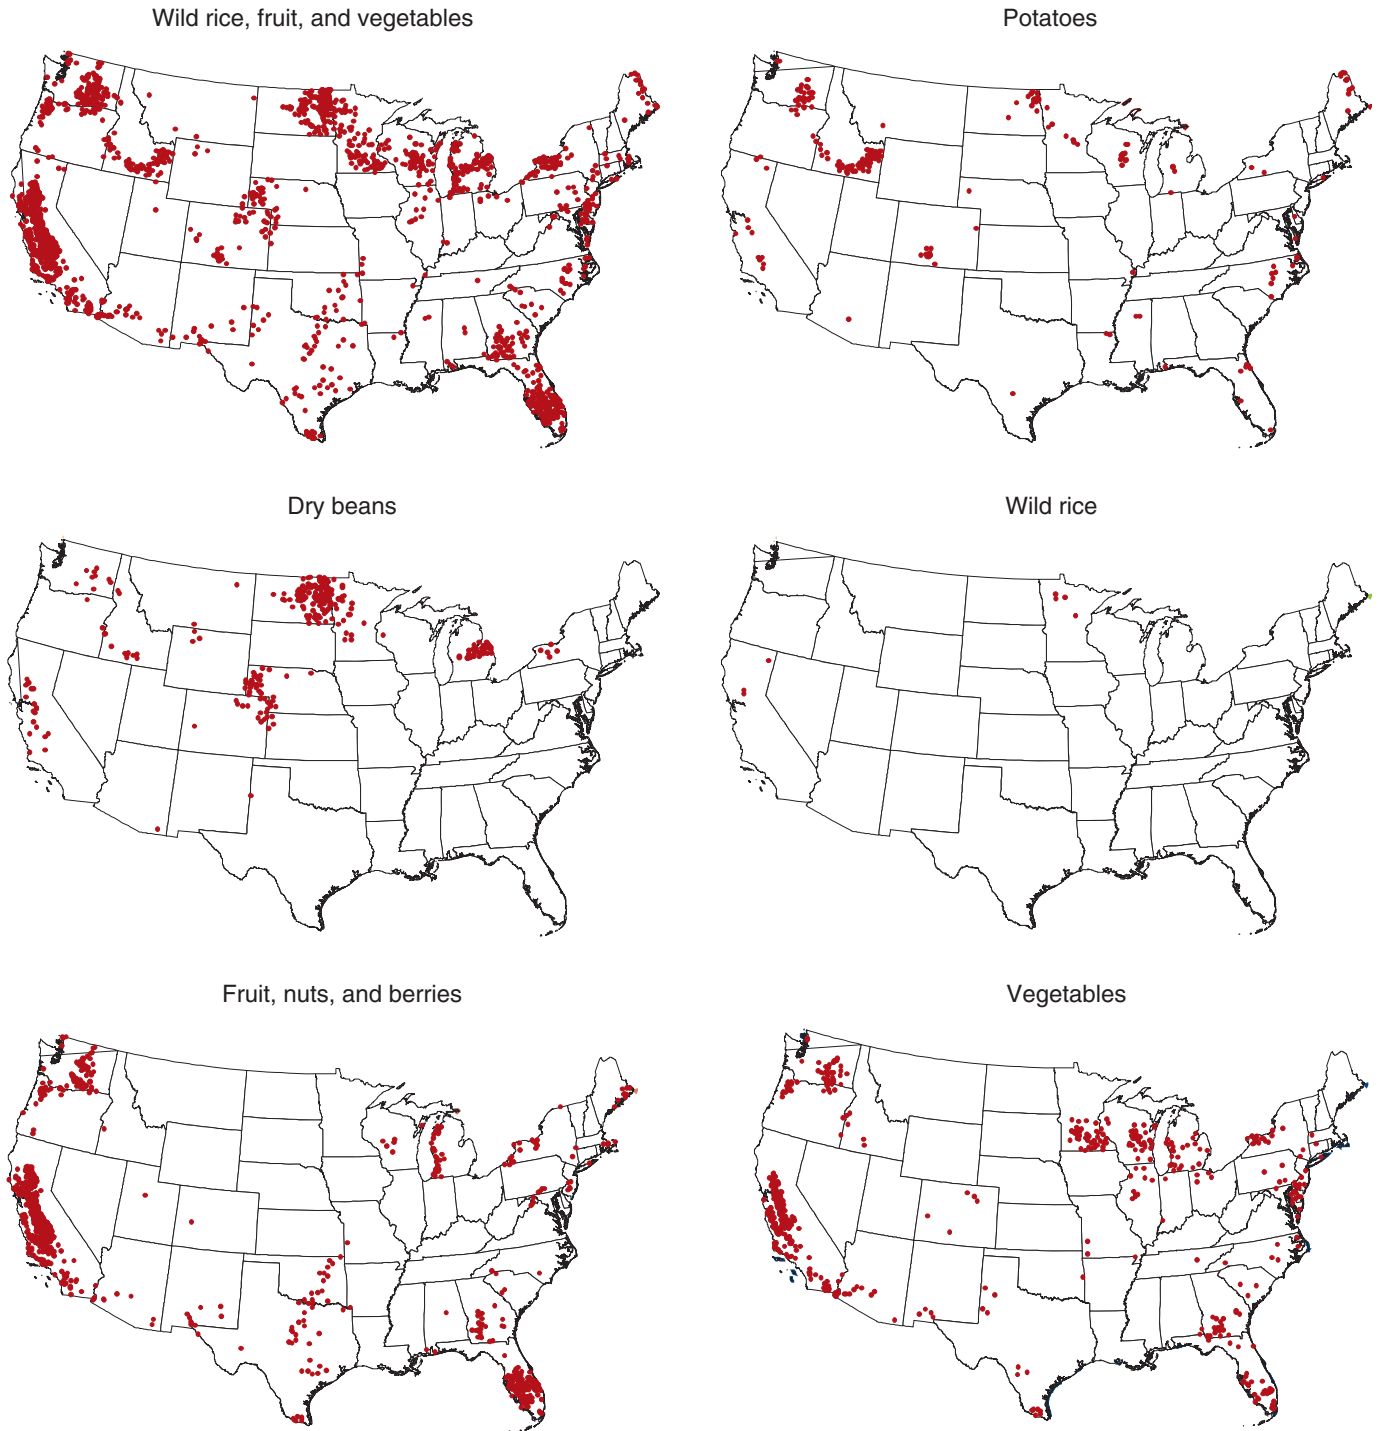 Wild rice, fruit, and vegetables
Potatoes
Dry beans
Wild rice
Fruit, nuts, and berries
Vegetables